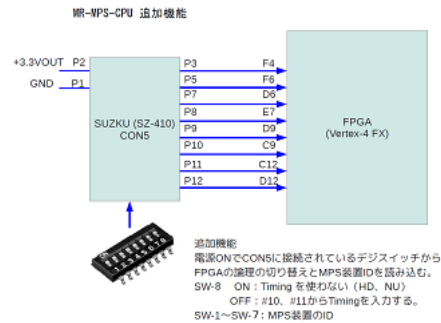 MR-MPS-CPU 追加機能
+3.3VOUT P2
GND P1
SUZKU (SZ-410)
CON5
P3 F4
P5 F6
P7 D6
P8 E7
P9 D9
P10 C9
P11 C12
P12 D12
FPGA
(Vertex-4 FX)
追加機能
電源ONでCON5に接続されているデジスイッチから
FPGAの論理の切り替えとMPS装置IDを読み込む。
SW-8 ON：Timing を使わない（HD、NU）
OFF：#10、#11からTimingを入力する。
SW-1～SW-7：MPS装置のID